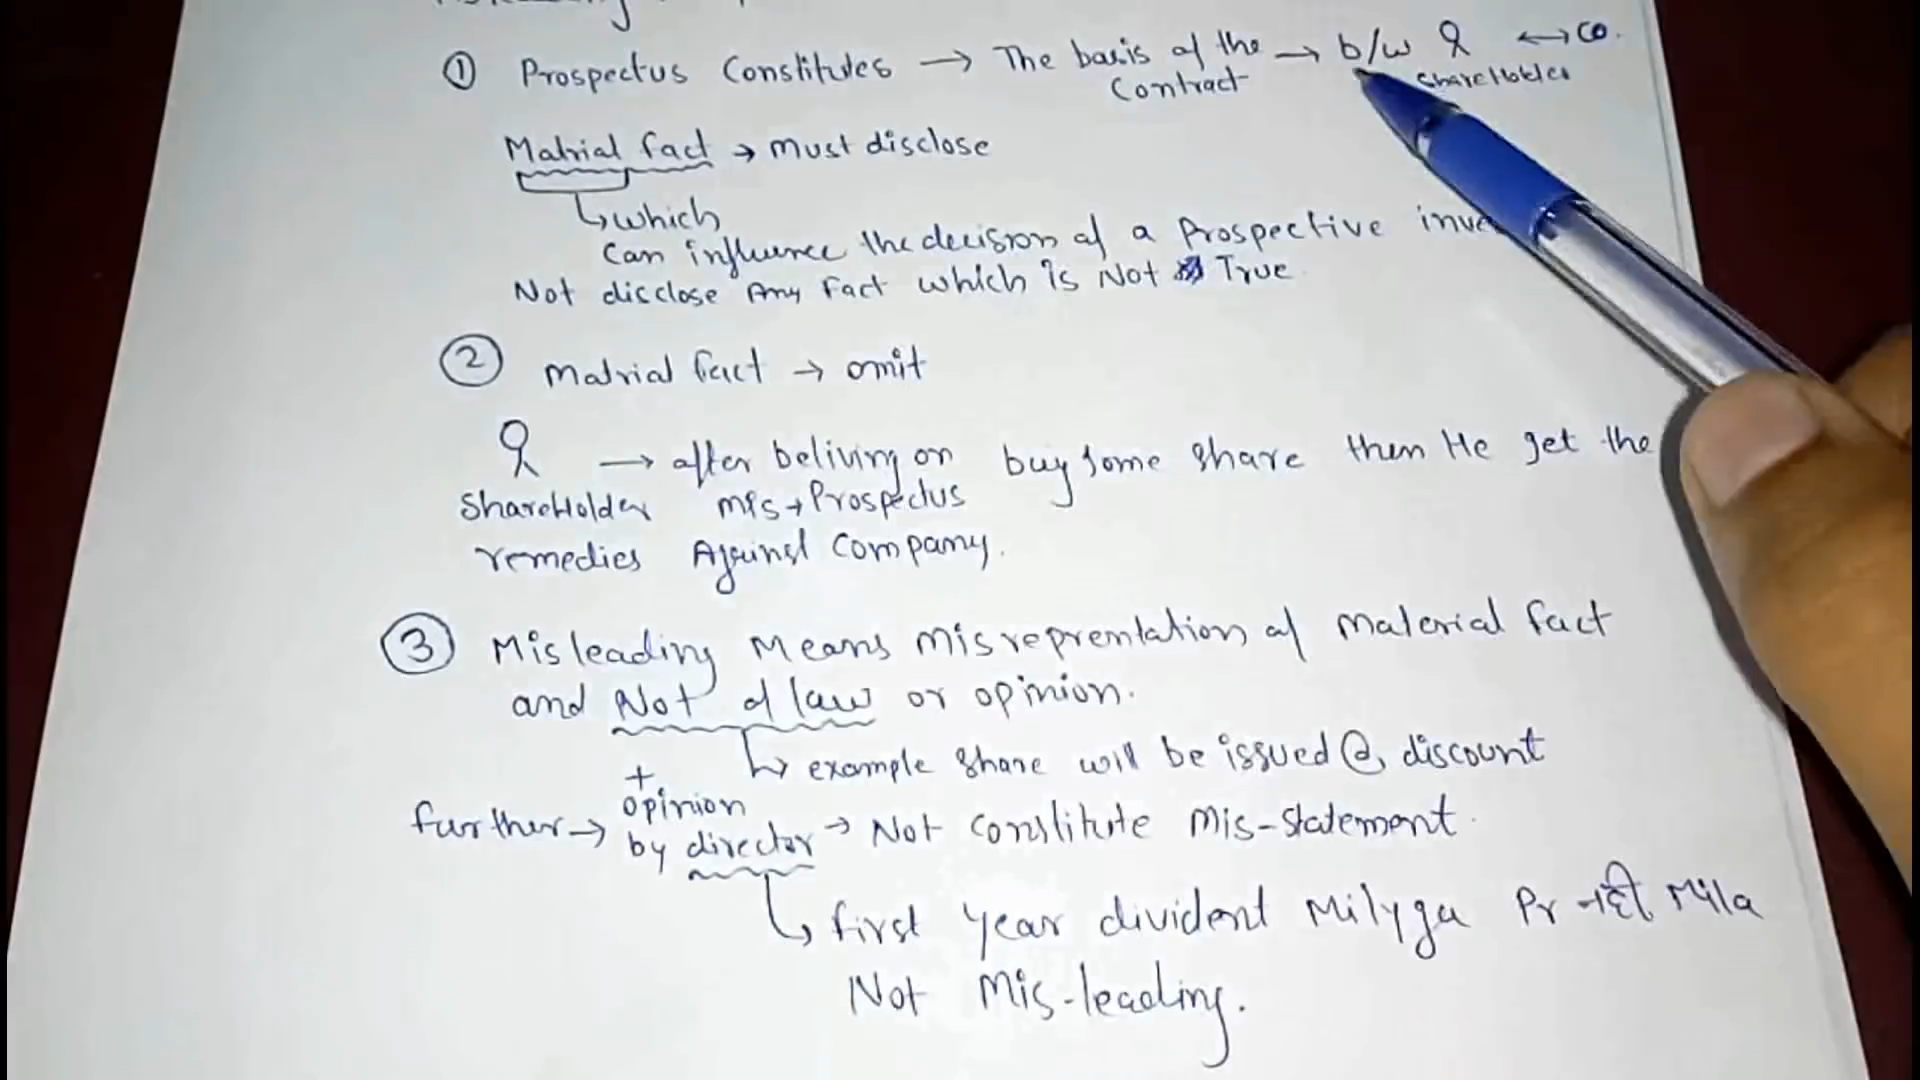 ① Prospectus Constitutes → The basis of the → b/w ↔ co.
Contract shareHolder
Matrial fact → must disclose
↳ which
Can influence the decision of a Prospective inve
Not disclose Any Fact which is Not True
② Matrial fact → omit
→ after beliving on buy some share then He get the
ShareHolder mis → Prospectus
remedies Against Company.
③ Misleading Means misreprentation of material fact
and Not of law or opinion.
↳ example share will be issued @ discount
+
opinion
further → by director → Not constitute Mis-statement.
↳ first year divident Milyga Pr नही Mila
Not Mis-leading.